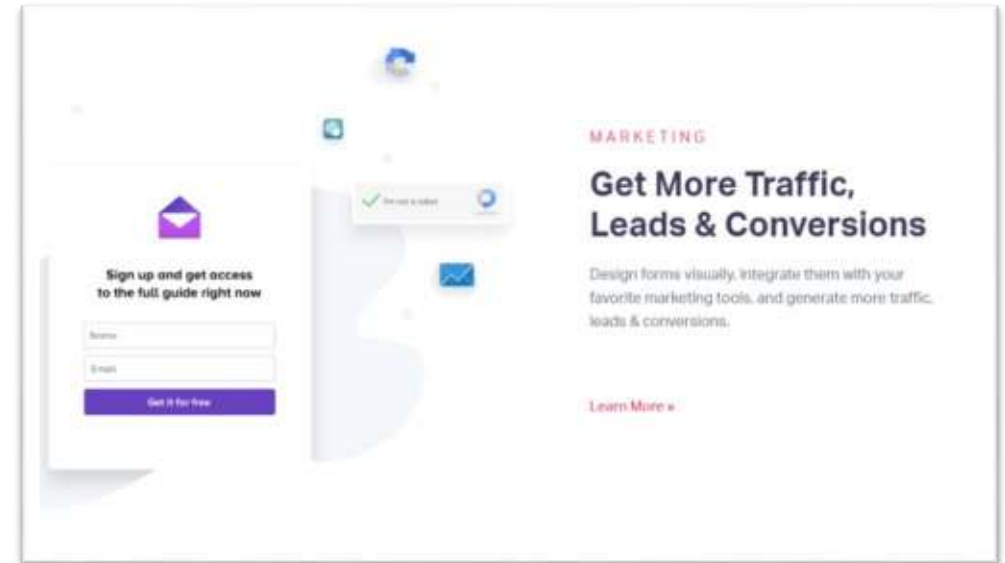 MARKETING
Get More Traffic,
Leads & Conversions
Design forms visually, integrate them with your
favorite marketing tools, and generate more traffic,
leads & conversions.
Learn More »
Sign up and get access
to the full guide right now
Name
Email
Get it for free
I'm not a robot